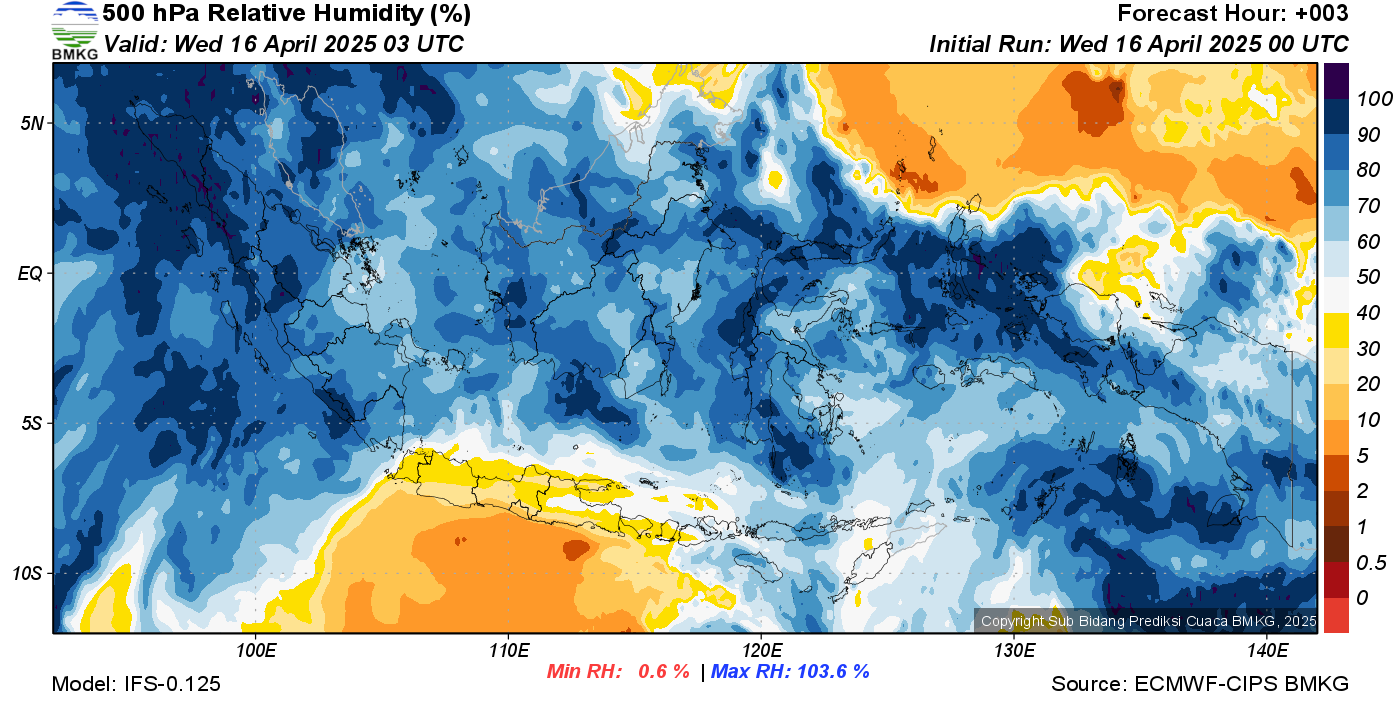 500 hPa Relative Humidity (%)
Forecast Hour: +003
BMKG
Valid: Wed 16 April 2025 03 UTC
Initial Run: Wed 16 April 2025 00 UTC
5N
EQ
5S
10S
100E
110E
120E
130E
140E
100
90
80
70
60
50
40
30
20
10
5
2
1
0.5
0
Copyright Sub Bidang Prediksi Cuaca BMKG, 2025
Min RH: 0.6 % | Max RH: 103.6 %
Model: IFS-0.125
Source: ECMWF-CIPS BMKG